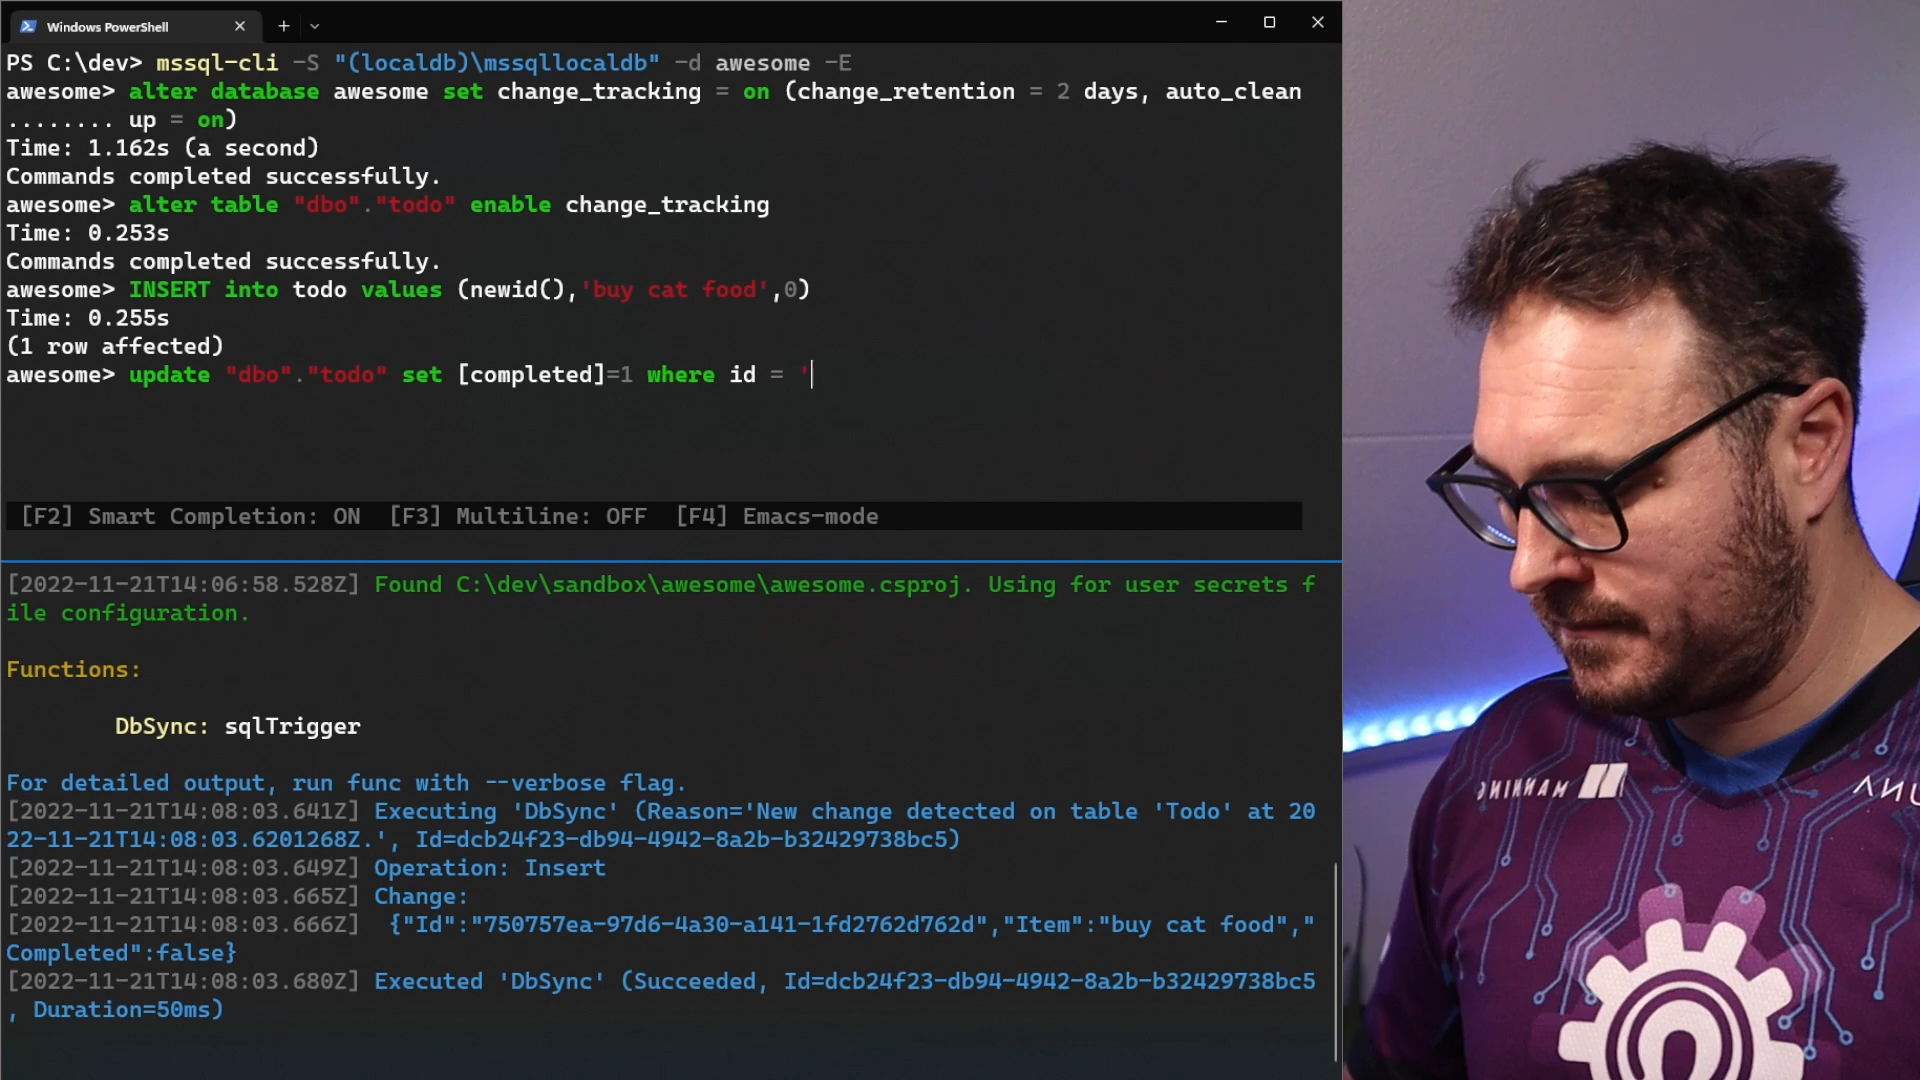 Windows PowerShell
PS C:\dev> mssql-cli -S "(localdb)\mssqllocaldb" -d awesome -E
awesome> alter database awesome set change_tracking = on (change_retention = 2 days, auto_clean
........ up = on)
Time: 1.162s (a second)
Commands completed successfully.
awesome> alter table "dbo"."todo" enable change_tracking
Time: 0.253s
Commands completed successfully.
awesome> INSERT into todo values (newid(),'buy cat food',0)
Time: 0.255s
(1 row affected)
awesome> update "dbo"."todo" set [completed]=1 where id = '
[F2] Smart Completion: ON  [F3] Multiline: OFF  [F4] Emacs-mode
[2022-11-21T14:06:58.528Z] Found C:\dev\sandbox\awesome\awesome.csproj. Using for user secrets f
ile configuration.
Functions:
DbSync: sqlTrigger
For detailed output, run func with --verbose flag.
[2022-11-21T14:08:03.641Z] Executing 'DbSync' (Reason='New change detected on table 'Todo' at 20
22-11-21T14:08:03.6201268Z.', Id=dcb24f23-db94-4942-8a2b-b32429738bc5)
[2022-11-21T14:08:03.649Z] Operation: Insert
[2022-11-21T14:08:03.665Z] Change:
[2022-11-21T14:08:03.666Z]  {"Id":"750757ea-97d6-4a30-a141-1fd2762d762d","Item":"buy cat food","
Completed":false}
[2022-11-21T14:08:03.680Z] Executed 'DbSync' (Succeeded, Id=dcb24f23-db94-4942-8a2b-b32429738bc5
, Duration=50ms)
MANNING